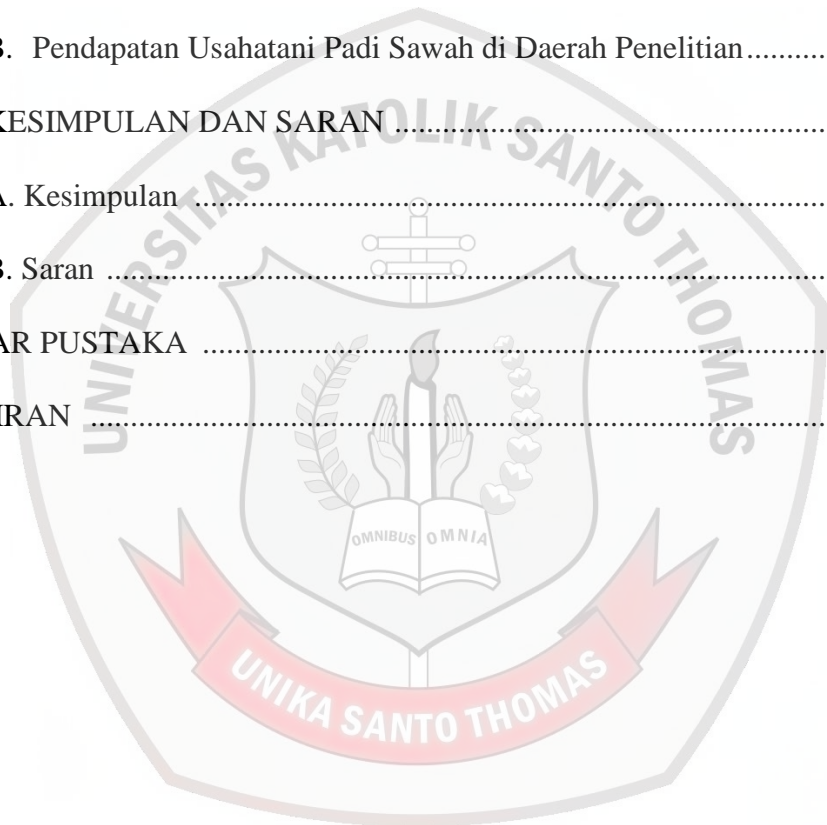 B. Pendapatan Usahatani Padi Sawah di Daerah Penelitian ..........
KESIMPULAN DAN SARAN ..........................................................
A. Kesimpulan ......................................................................................
B. Saran ..................................................................................................
AR PUSTAKA ....................................................................................
IRAN ....................................................................................................
UNIVERSITAS KATOLIK SANTO THOMAS
OMNIBUS OMNIA
UNIKA SANTO THOMAS